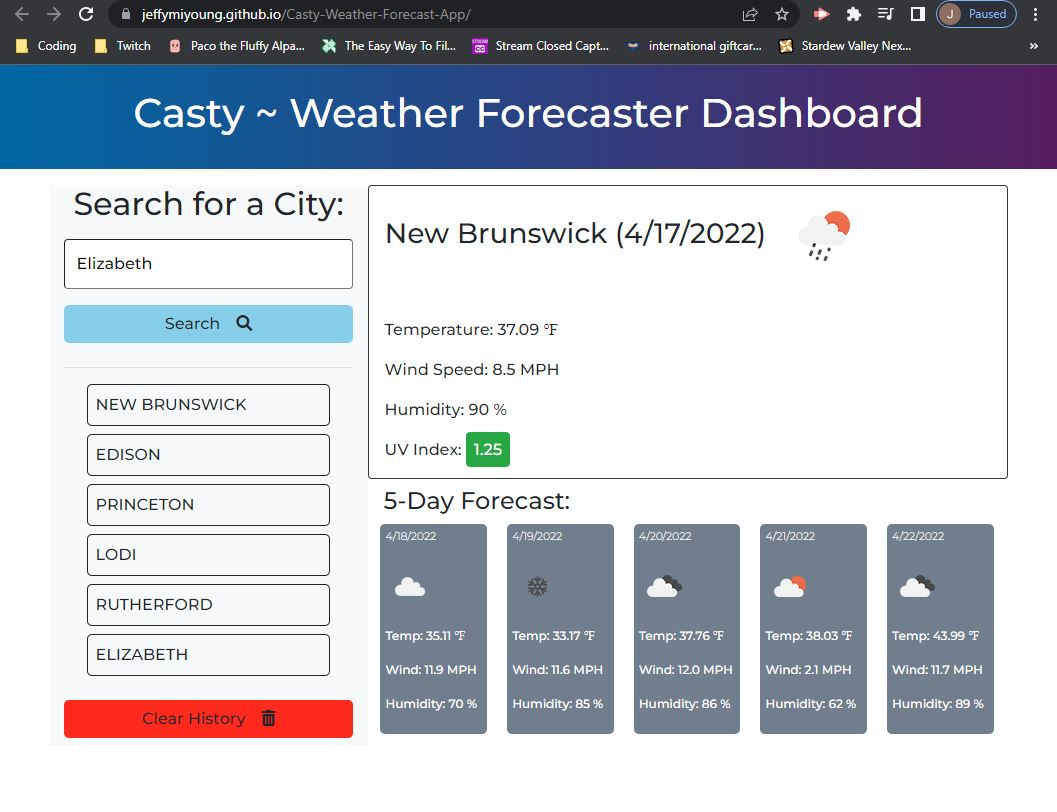 jeffymiyoung.github.io/Casty-Weather-Forecast-App/
J Paused
Coding Twitch Paco the Fluffy Alpa... The Easy Way To Fil... STREAM CC Stream Closed Capt... international giftcar... Stardew Valley Nex... »
Casty ~ Weather Forecaster Dashboard
Search for a City:
Elizabeth
Search
NEW BRUNSWICK
EDISON
PRINCETON
LODI
RUTHERFORD
ELIZABETH
Clear History
New Brunswick (4/17/2022)
Temperature: 37.09 ℉
Wind Speed: 8.5 MPH
Humidity: 90 %
UV Index: 1.25
5-Day Forecast:
4/18/2022
Temp: 35.11 ℉
Wind: 11.9 MPH
Humidity: 70 %
4/19/2022
Temp: 33.17 ℉
Wind: 11.6 MPH
Humidity: 85 %
4/20/2022
Temp: 37.76 ℉
Wind: 12.0 MPH
Humidity: 86 %
4/21/2022
Temp: 38.03 ℉
Wind: 2.1 MPH
Humidity: 62 %
4/22/2022
Temp: 43.99 ℉
Wind: 11.7 MPH
Humidity: 89 %